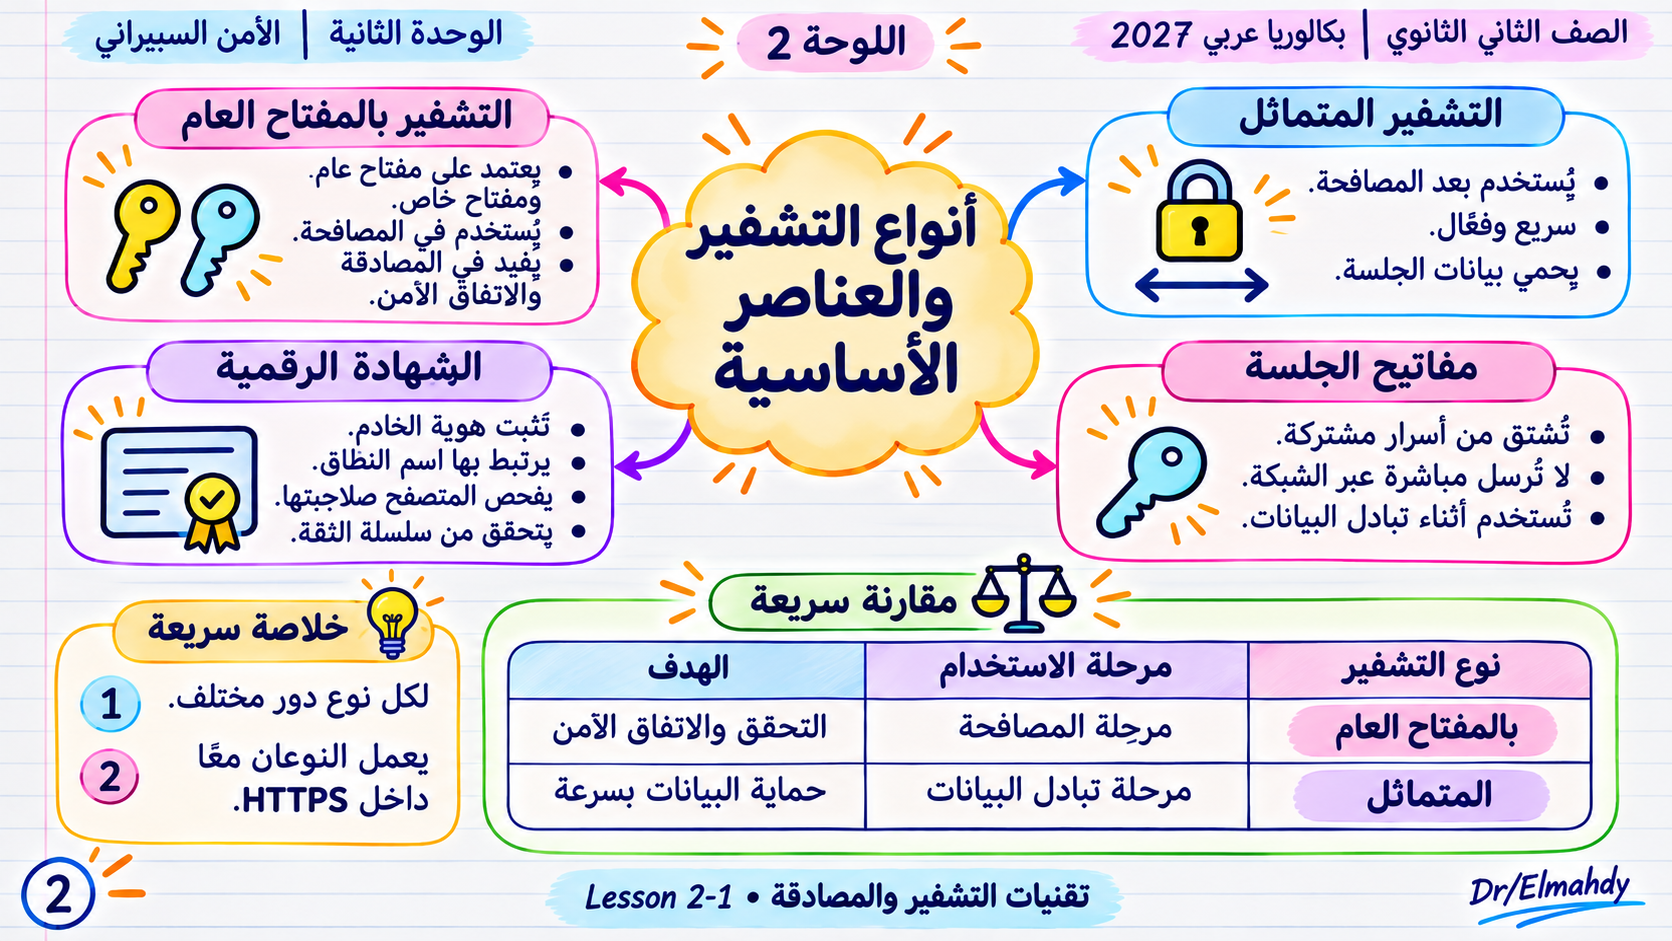 الصف الثاني الثانوي | بكالوريا عربي 2027
اللوحة 2
الوحدة الثانية | الأمن السيبراني
أنواع التشفير
والعناصر
الأساسية
التشفير المتماثل
يُستخدم بعد المصافحة.
سريع وفعّال.
يحمي بيانات الجلسة.
التشفير بالمفتاح العام
يعتمد على مفتاح عام.
ومفتاح خاص.
يُستخدم في المصافحة.
يفيد في المصادقة
والاتفاق الأمن.
مفاتيح الجلسة
تُشتق من أسرار مشتركة.
لا تُرسل مباشرة عبر الشبكة.
تُستخدم أثناء تبادل البيانات.
الشهادة الرقمية
تَثبت هوية الخادم.
يرتبط بها اسم النطاق.
يفحص المتصفح صلاجبتها.
يتحقق من سلسلة الثقة.
مقارنة سريعة
نوع التشفير مرحلة الاستخدام الهدف
بالمفتاح العام مرحِلة المصافحة التحقق والاتفاق الآمن
المتماثل مرحلة تبادل البيانات حماية البيانات بسرعة
خلاصة سريعة
1 لكل نوع دور مختلف.
2 يعمل النوعان معًا
داخل HTTPS.
2
تقنيات التشفير والمصادقة • Lesson 2-1
Dr/Elmahdy